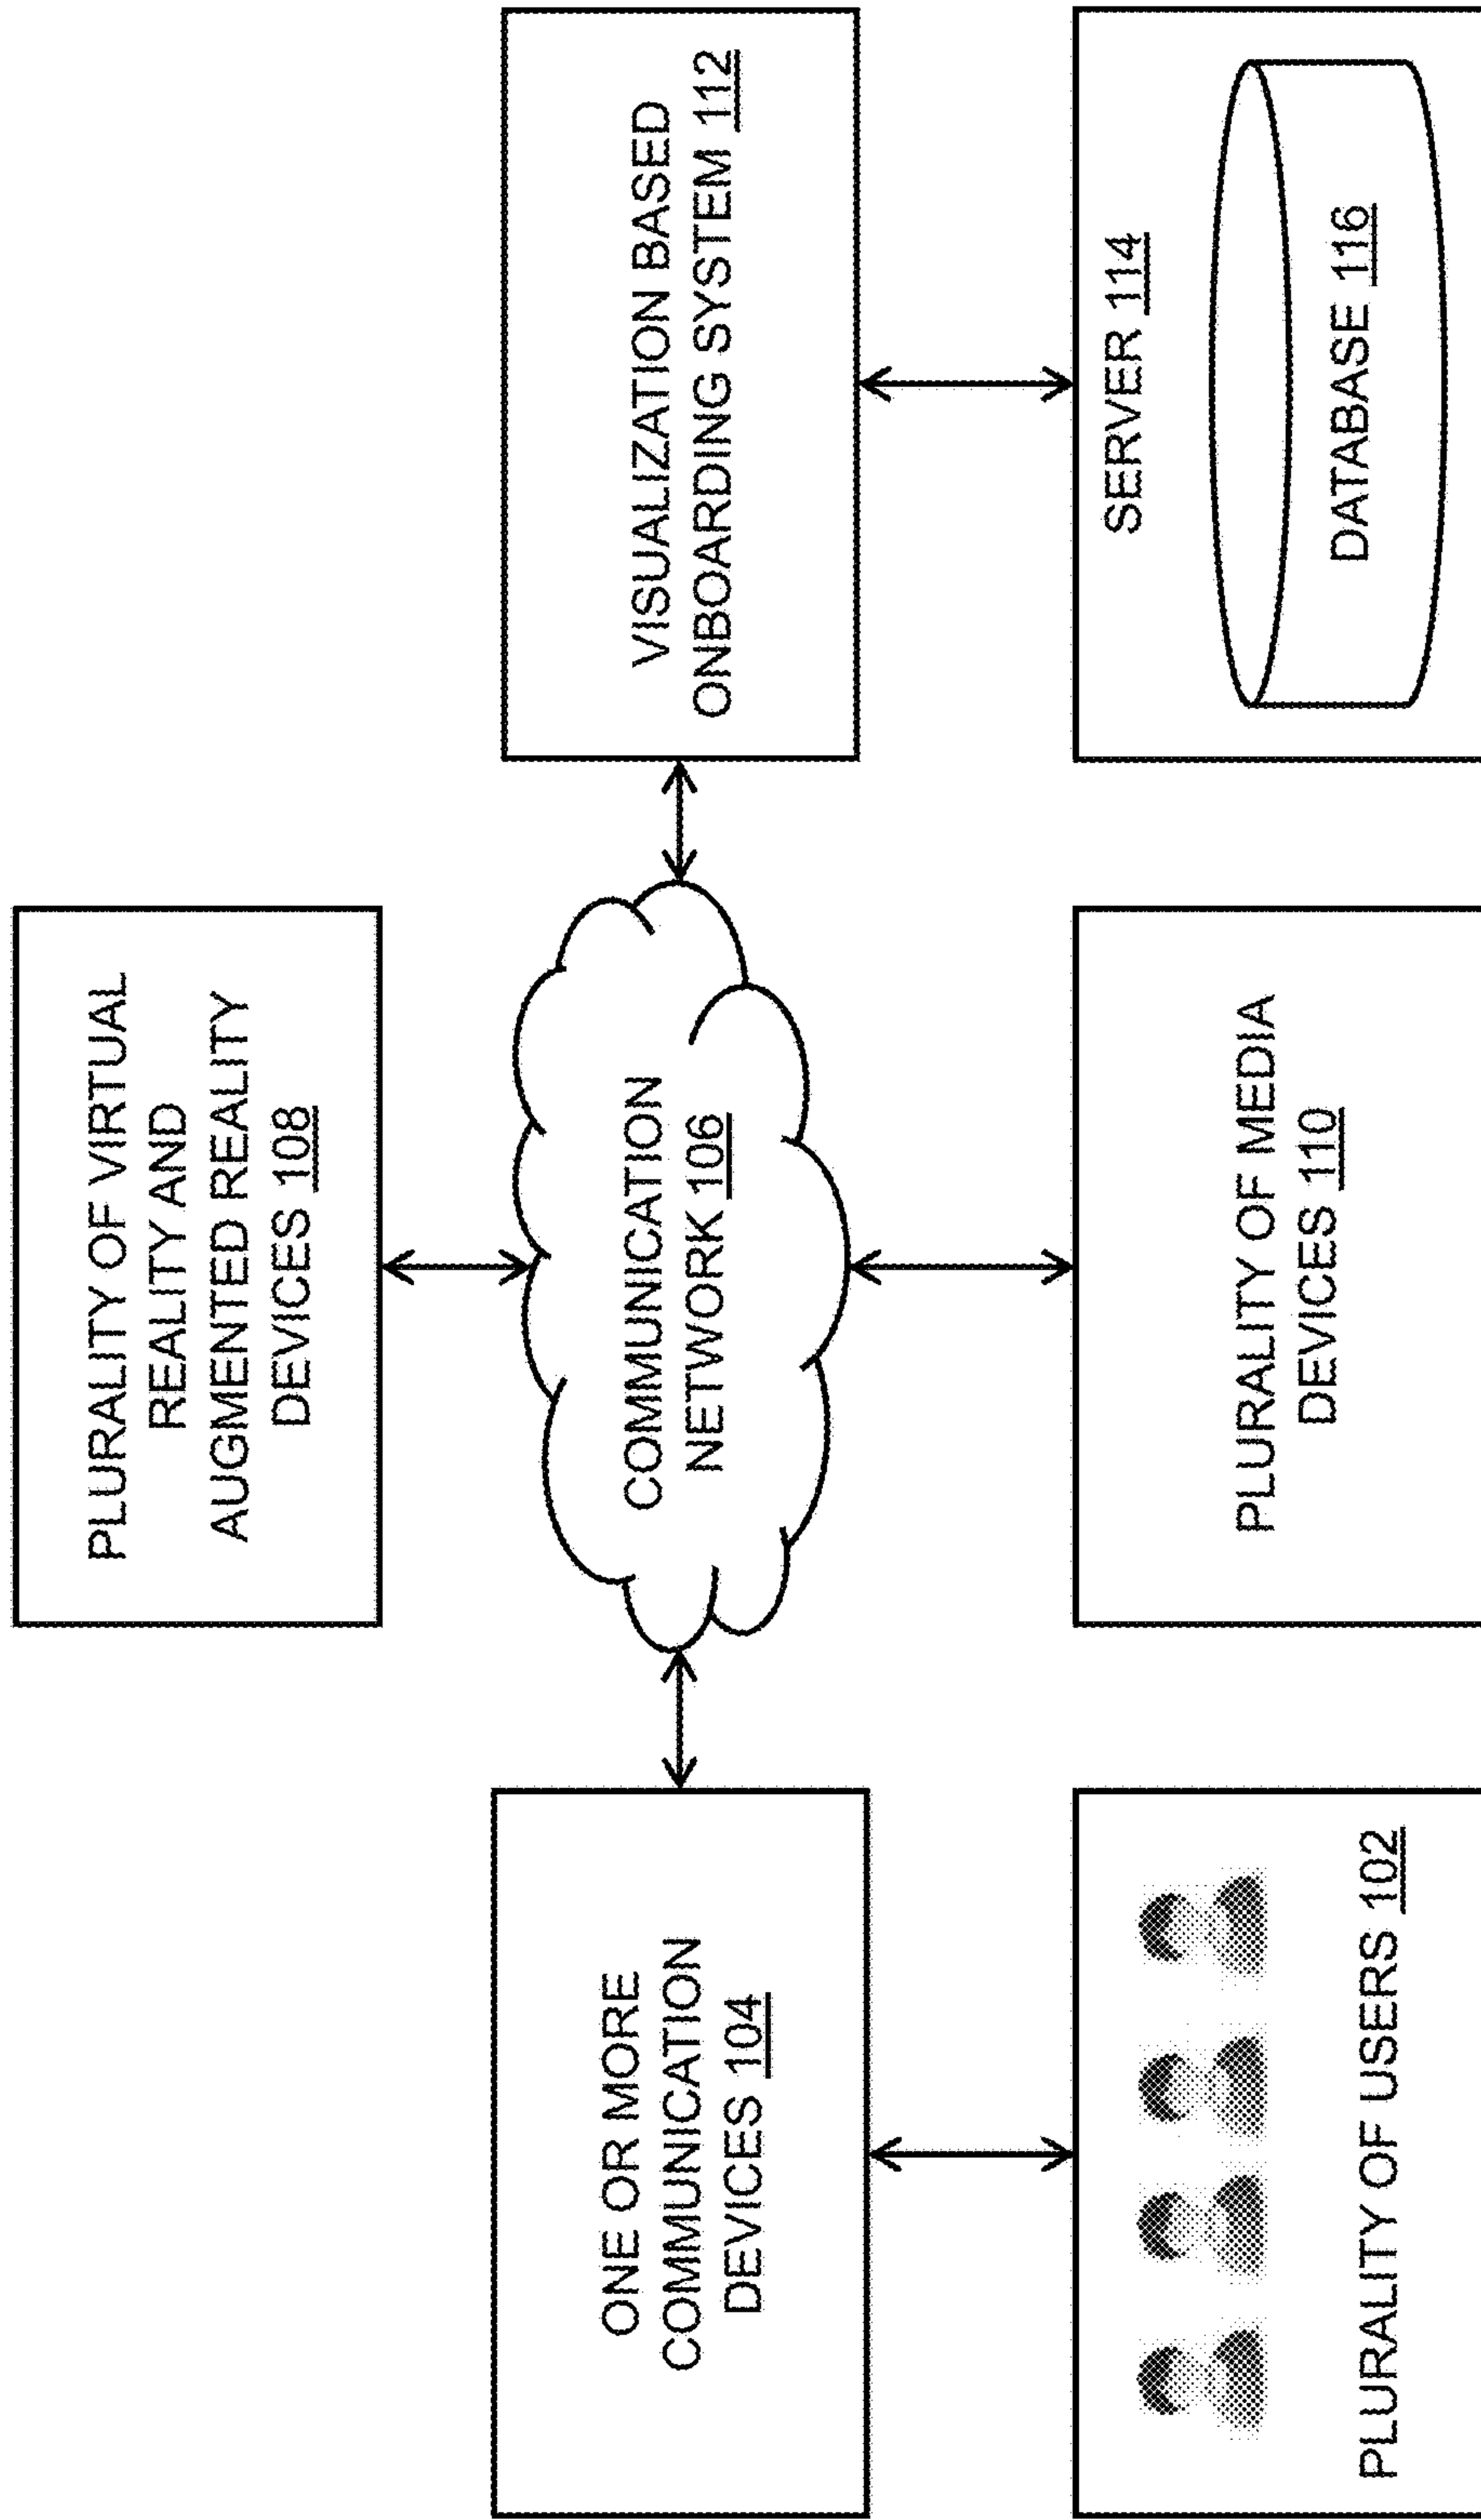 PLURALITY OF VIRTUAL
REALITY AND
AUGMENTED REALITY
DEVICES 108
ONE OR MORE
COMMUNICATION
DEVICES 104
COMMUNICATION
NETWORK 106
VISUALIZATION BASED
ONBOARDING SYSTEM 112
PLURALITY OF USERS 102
PLURALITY OF MEDIA
DEVICES 110
SERVER 114
DATABASE 116